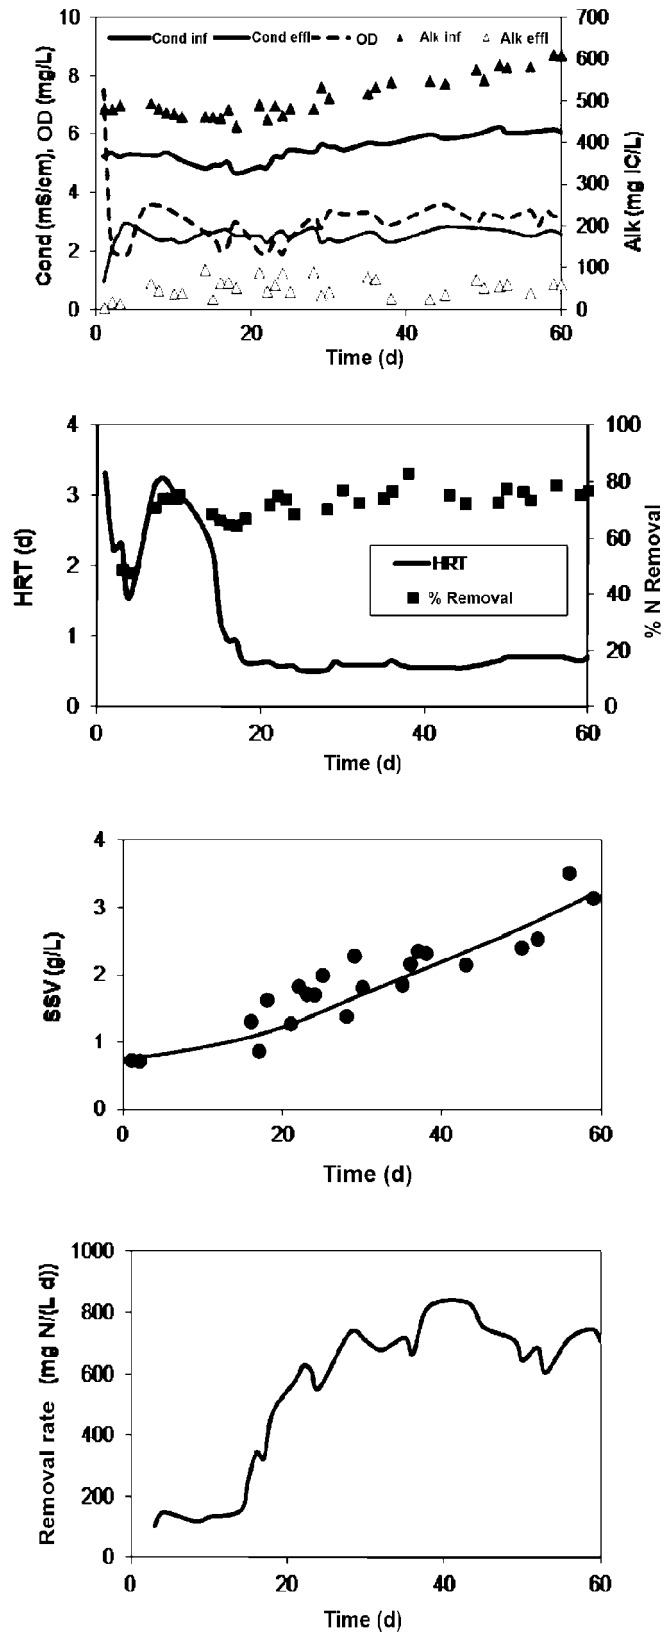 Cond inf Cond effl OD Alk inf Alk effl
10
8
6
4
2
0
Cond (mS/cm), OD (mg/L)
700
600
500
400
300
200
100
0
Alk (mg IC/L)
0 20 40 60
Time (d)
4
3
2
1
0
HRT (d)
100
80
60
40
20
0
% N Removal
HRT
% Removal
0 20 40 60
Time (d)
4
3
2
1
0
SSV (g/L)
0 20 40 60
Time (d)
1000
800
600
400
200
0
Removal rate (mg N/(L d))
0 20 40 60
Time (d)